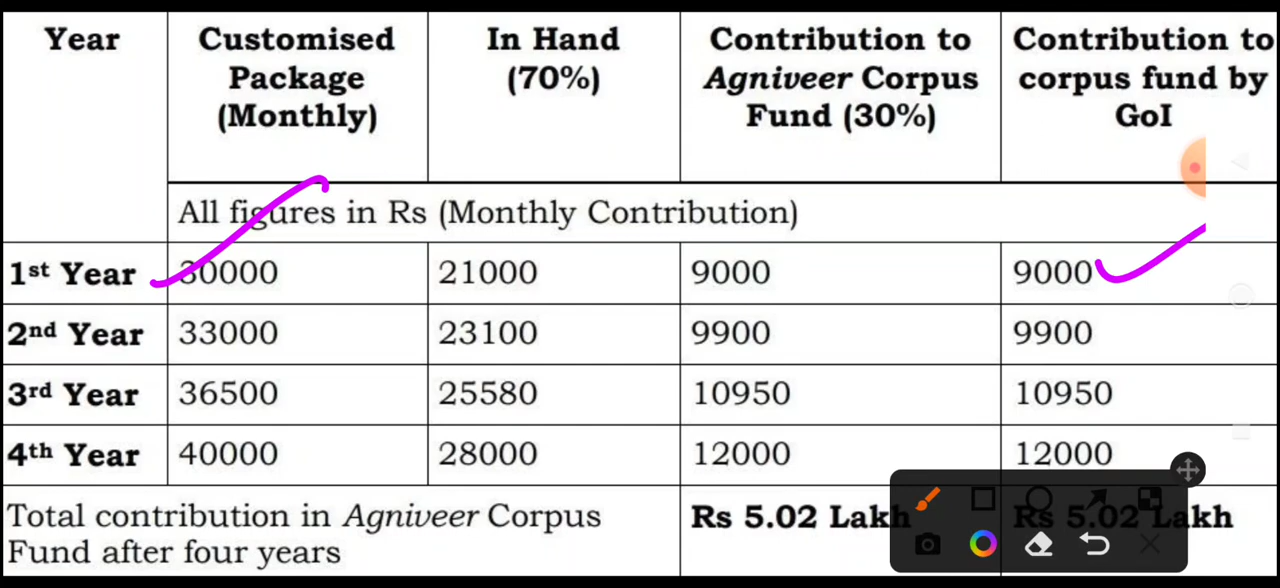 Year Customised Package (Monthly) In Hand (70%) Contribution to Agniveer Corpus Fund (30%) Contribution to corpus fund by GoI
All figures in Rs (Monthly Contribution)
1st Year 30000 21000 9000 9000
2nd Year 33000 23100 9900 9900
3rd Year 36500 25580 10950 10950
4th Year 40000 28000 12000 12000
Total contribution in Agniveer Corpus Fund after four years Rs 5.02 Lakh Rs 5.02 Lakh